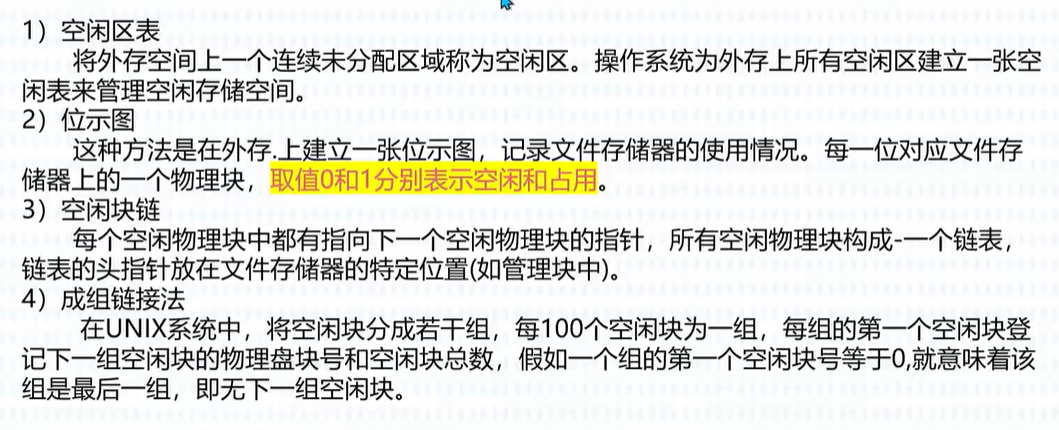 1）空闲区表
将外存空间上一个连续未分配区域称为空闲区。操作系统为外存上所有空闲区建立一张空
闲表来管理空闲存储空间。
2）位示图
这种方法是在外存.上建立一张位示图，记录文件存储器的使用情况。每一位对应文件存
储器上的一个物理块，取值0和1分别表示空闲和占用。
3）空闲块链
每个空闲物理块中都有指向下一个空闲物理块的指针，所有空闲物理块构成-一个链表，
链表的头指针放在文件存储器的特定位置(如管理块中)。
4）成组链接法
在UNIX系统中，将空闲块分成若干组，每100个空闲块为一组，每组的第一个空闲块登
记下一组空闲块的物理盘块号和空闲块总数，假如一个组的第一个空闲块号等于0,就意味着该
组是最后一组，即无下一组空闲块。